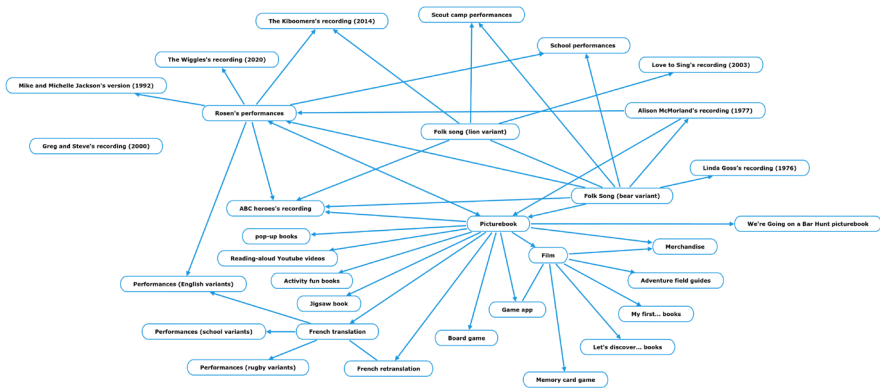 Scout camp performances
The Kiboomers's recording (2014)
School performances
The Wiggles's recording (2020)
Love to Sing's recording (2003)
Mike and Michelle Jackson's version (1992)
Rosen's performances
Alison McMorland's recording (1977)
Folk song (lion variant)
Greg and Steve's recording (2000)
Linda Goss's recording (1976)
Folk Song (bear variant)
ABC heroes's recording
Picturebook
We're Going on a Bar Hunt picturebook
pop-up books
Merchandise
Reading-aloud Youtube videos
Film
Activity fun books
Adventure field guides
Performances (English variants)
Jigsaw book
Game app
My first... books
Performances (school variants)
French translation
Board game
Let's discover... books
Performances (rugby variants)
French retranslation
Memory card game